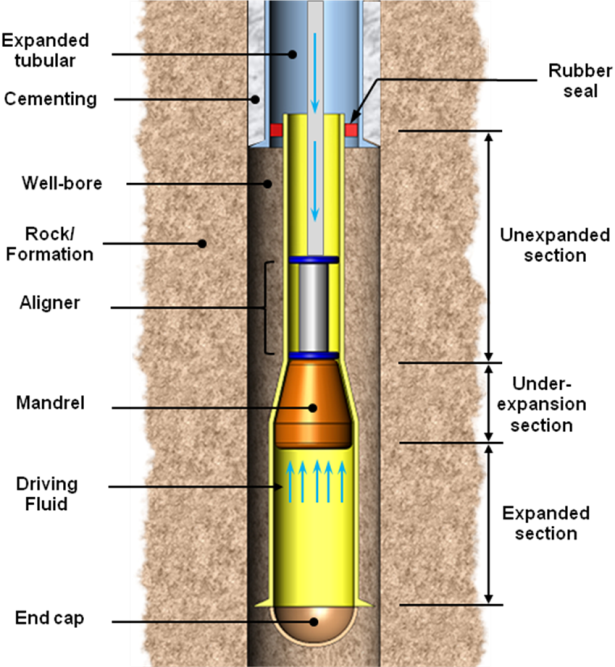 Expanded
tubular
Cementing
Well-bore
Rock/
Formation
Aligner
Mandrel
Driving
Fluid
End cap
Rubber
seal
Unexpanded
section
Under-
expansion
section
Expanded
section